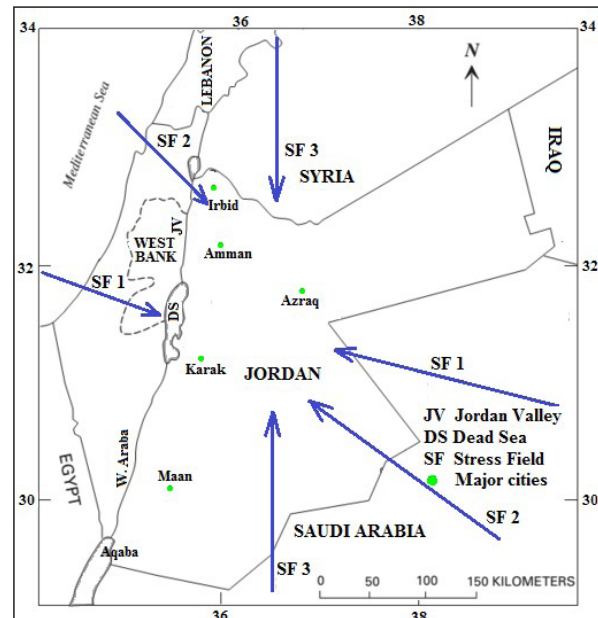 36
38
34
34
N
LEBANON
Mediterranean Sea
SF 2
SF 3
SYRIA
IRAQ
Irbid
JV
WEST
BANK
Amman
32
32
SF 1
DS
Azraq
Karak
JORDAN
SF 1
JV Jordan Valley
DS Dead Sea
SF Stress Field
Major cities
W. Araba
EGYPT
Maan
30
30
SF 2
SAUDI ARABIA
Aqaba
SF 3
0 50 100 150 KILOMETERS
36
38